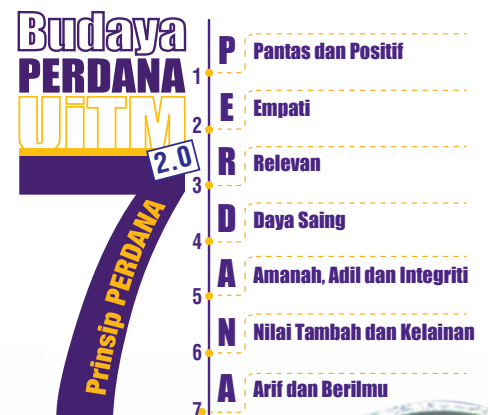 Budaya
PERDANA
UiTM
2.0
7
Prinsip PERDANA
1
P
Pantas dan Positif
2
E
Empati
3
R
Relevan
4
D
Daya Saing
5
A
Amanah, Adil dan Integriti
6
N
Nilai Tambah dan Kelainan
7
A
Arif dan Berilmu